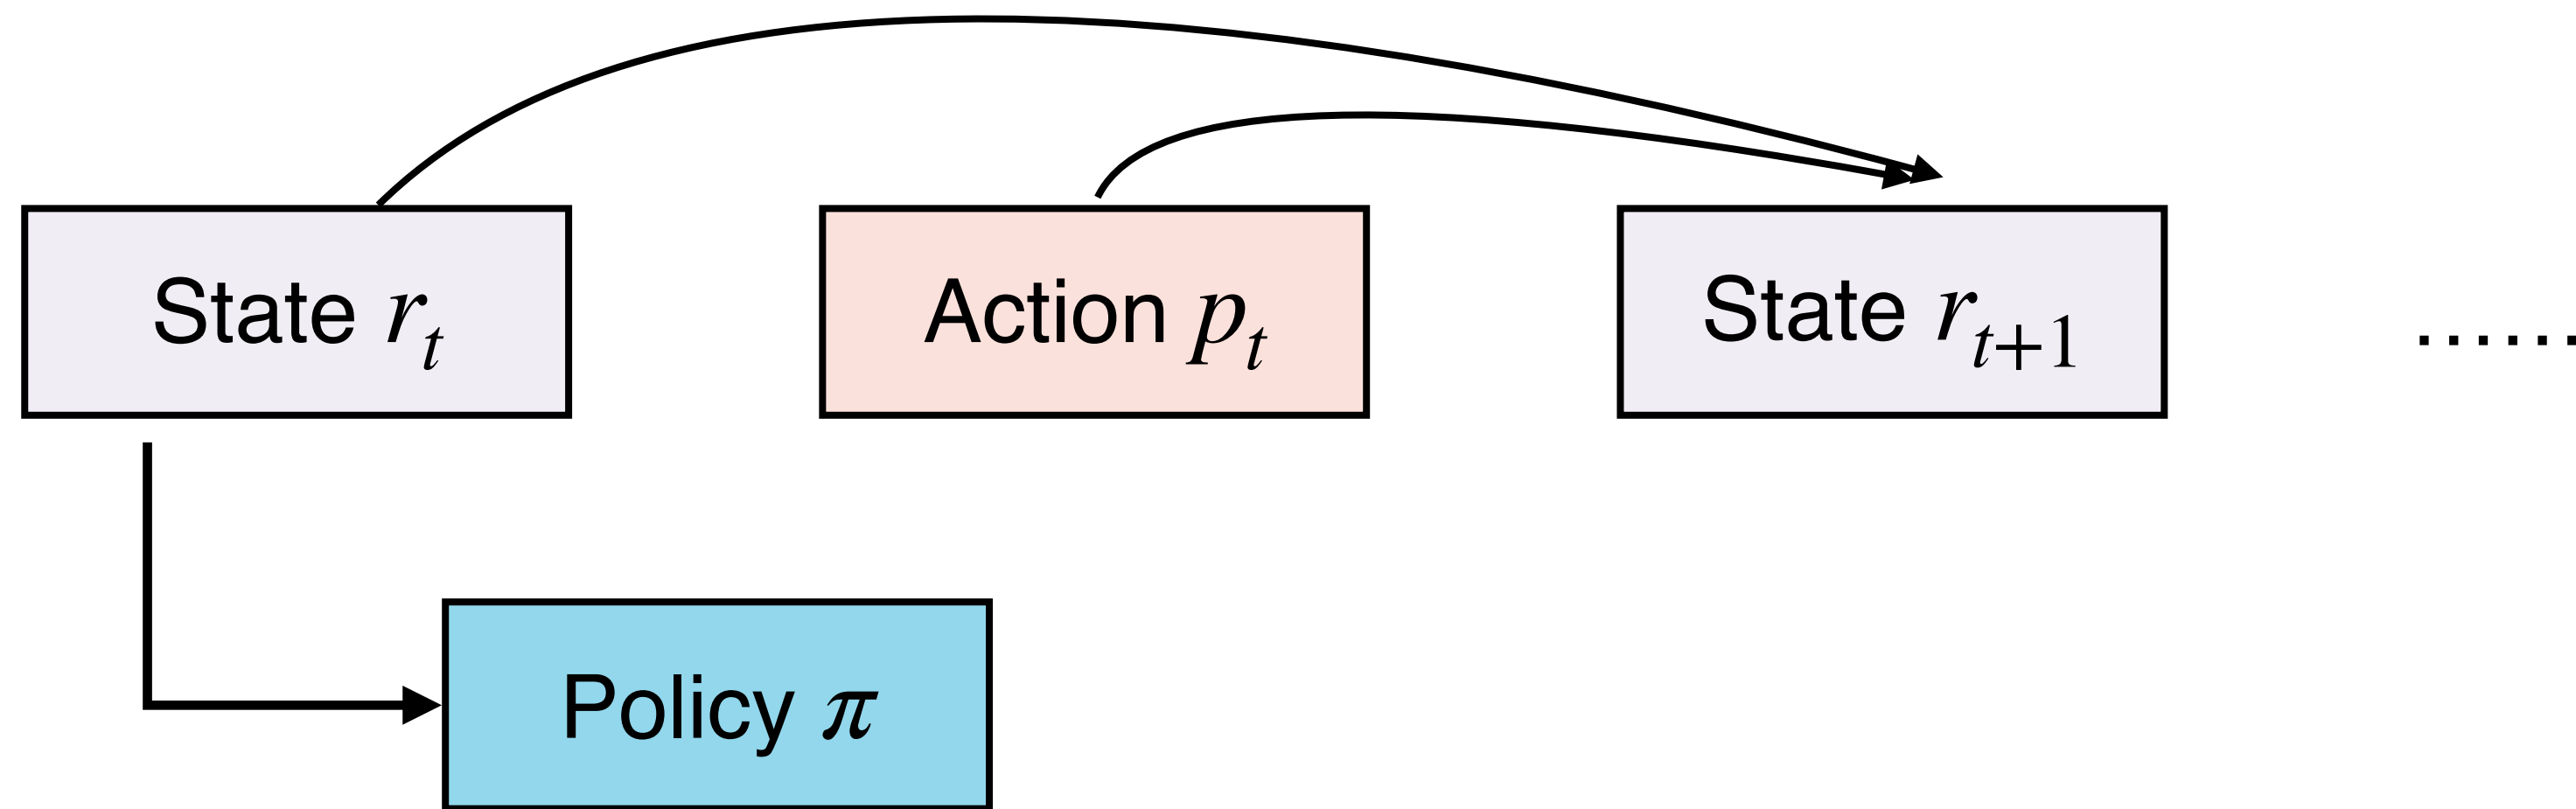 State r_t
Action p_t
State r_{t+1}
......
Policy π